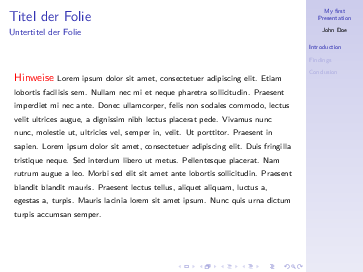 Titel der Folie
Untertitel der Folie
Hinweise Lorem ipsum dolor sit amet, consectetuer adipiscing elit. Etiam
lobortis facilisis sem. Nullam nec mi et neque pharetra sollicitudin. Praesent
imperdiet mi nec ante. Donec ullamcorper, felis non sodales commodo, lectus
velit ultrices augue, a dignissim nibh lectus placerat pede. Vivamus nunc
nunc, molestie ut, ultricies vel, semper in, velit. Ut porttitor. Praesent in
sapien. Lorem ipsum dolor sit amet, consectetuer adipiscing elit. Duis fringilla
tristique neque. Sed interdum libero ut metus. Pellentesque placerat. Nam
rutrum augue a leo. Morbi sed elit sit amet ante lobortis sollicitudin. Praesent
blandit blandit mauris. Praesent lectus tellus, aliquet aliquam, luctus a,
egestas a, turpis. Mauris lacinia lorem sit amet ipsum. Nunc quis urna dictum
turpis accumsan semper.
My first
Presentation
John Doe
Introduction
Findings
Conclusion